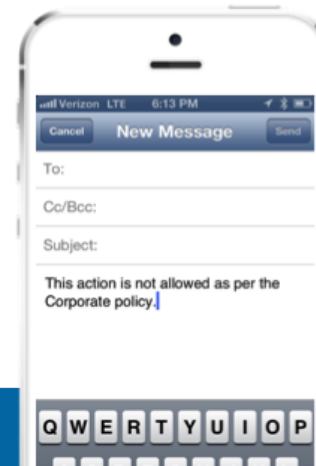 Verizon LTE 6:13 PM
Cancel New Message Send
To:
Cc/Bcc:
Subject:
This action is not allowed as per the
Corporate policy.
Q W E R T Y U I O P